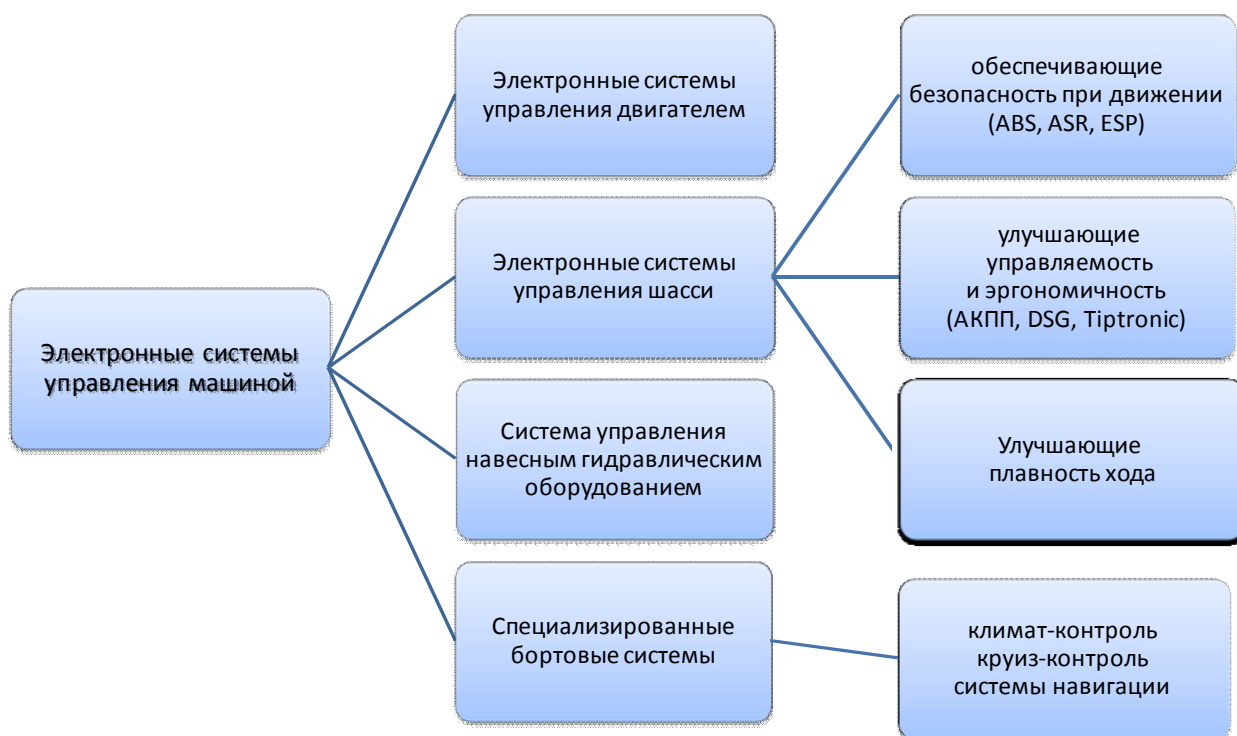 Электронные системы
управления машиной
Электронные системы
управления двигателем
Электронные системы
управления шасси
Система управления
навесным гидравлическим
оборудованием
Специализированные
бортовые системы
обеспечивающие
безопасность при движении
(ABS, ASR, ESP)
улучшающие
управляемость
и эргономичность
(АКПП, DSG, Tiptronic)
Улучшающие
плавность хода
климат-контроль
круиз-контроль
системы навигации